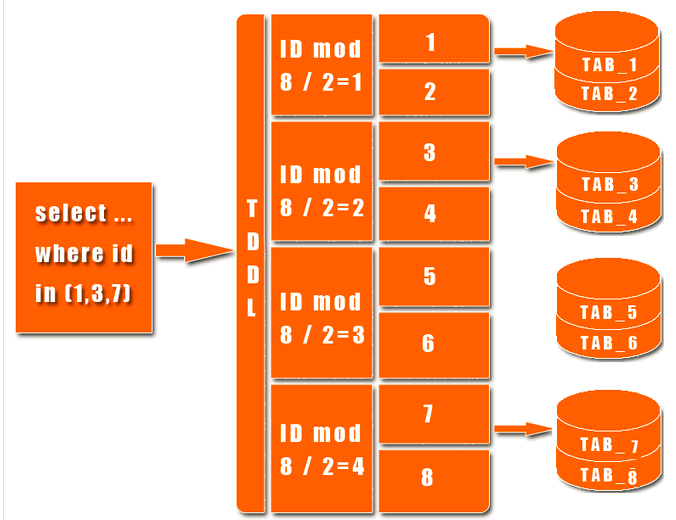 select ...
where id
in (1,3,7)
T
D
D
L
ID mod
8 / 2=1
1
2
TAB_1
TAB_2
ID mod
8 / 2=2
3
4
TAB_3
TAB_4
ID mod
8 / 2=3
5
6
TAB_5
TAB_6
ID mod
8 / 2=4
7
8
TAB_7
TAB_8